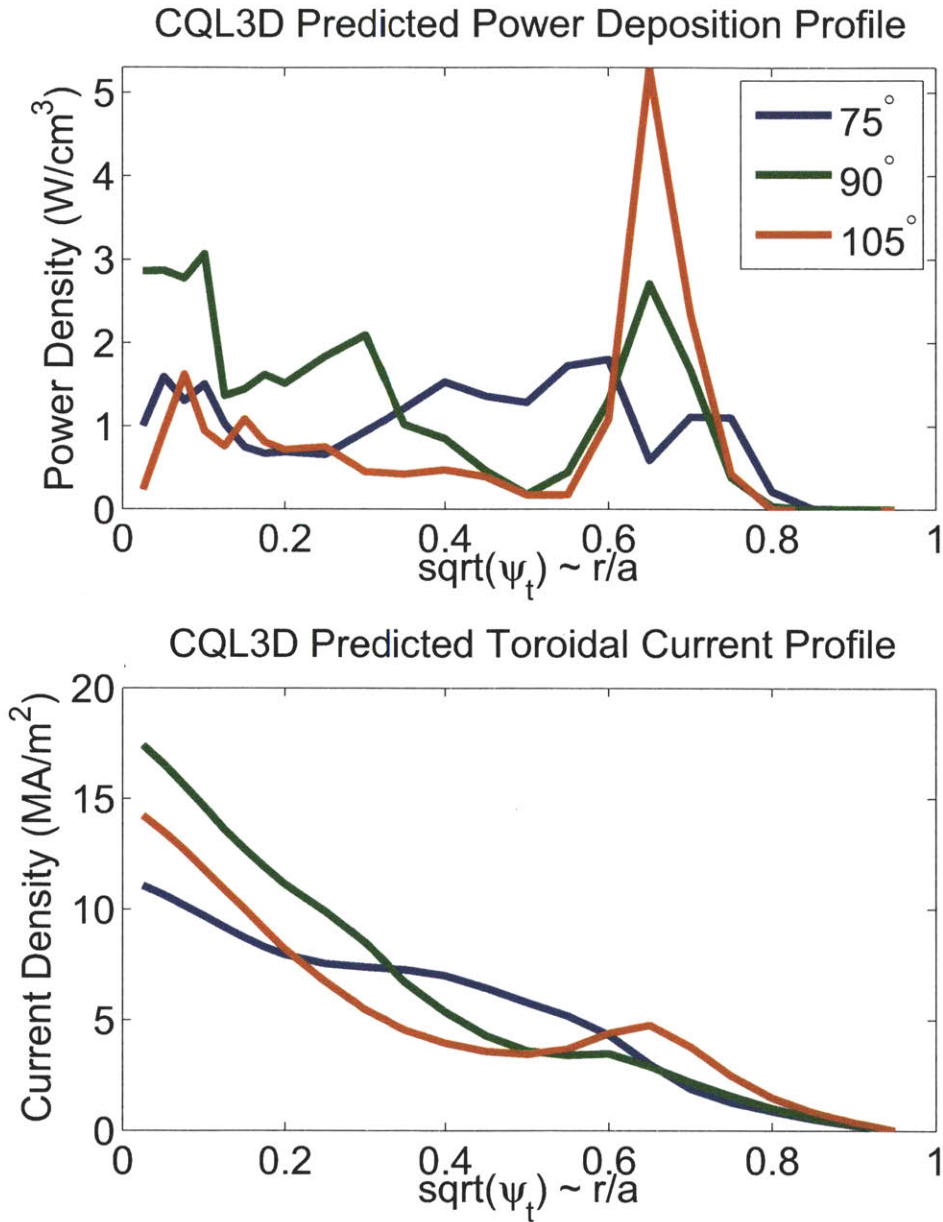 CQL3D Predicted Power Deposition Profile
Power Density (W/cm³)
5
4
3
2
1
0
75°
90°
105°
0 0.2 0.4 0.6 0.8 1
sqrt(ψₜ) ~ r/a
CQL3D Predicted Toroidal Current Profile
Current Density (MA/m²)
20
15
10
5
0
0 0.2 0.4 0.6 0.8 1
sqrt(ψₜ) ~ r/a